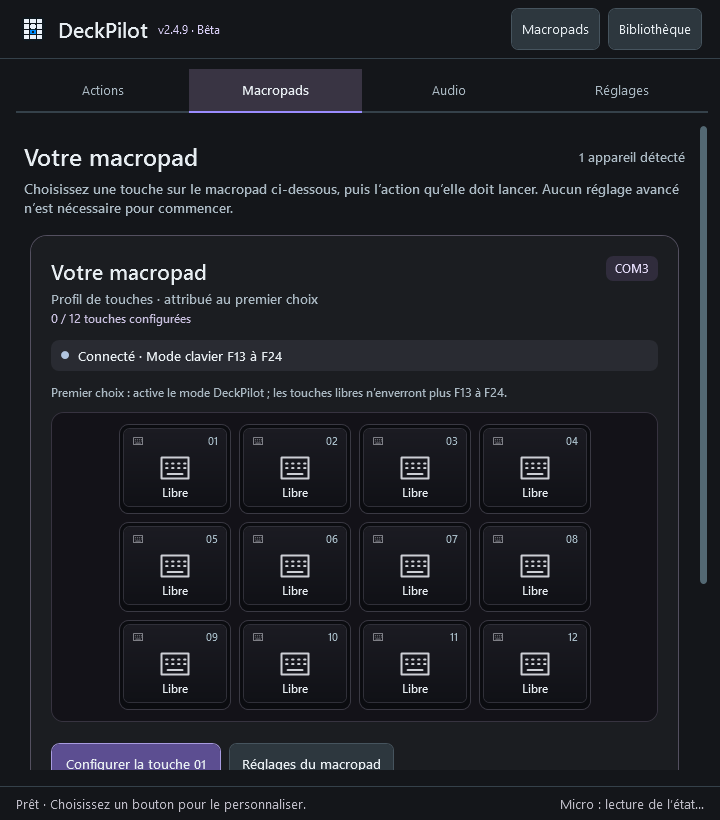 DeckPilot v2.4.9 · Bêta
Macropads
Bibliothèque
Actions
Macropads
Audio
Réglages
Votre macropad
1 appareil détecté
Choisissez une touche sur le macropad ci-dessous, puis l’action qu’elle doit lancer. Aucun réglage avancé
n’est nécessaire pour commencer.
Votre macropad
COM3
Profil de touches · attribué au premier choix
0 / 12 touches configurées
Connecté · Mode clavier F13 à F24
Premier choix : active le mode DeckPilot ; les touches libres n’enverront plus F13 à F24.
01
Libre
02
Libre
03
Libre
04
Libre
05
Libre
06
Libre
07
Libre
08
Libre
09
Libre
10
Libre
11
Libre
12
Libre
Configurer la touche 01
Réglages du macropad
Prêt · Choisissez un bouton pour le personnaliser.
Micro : lecture de l’état…